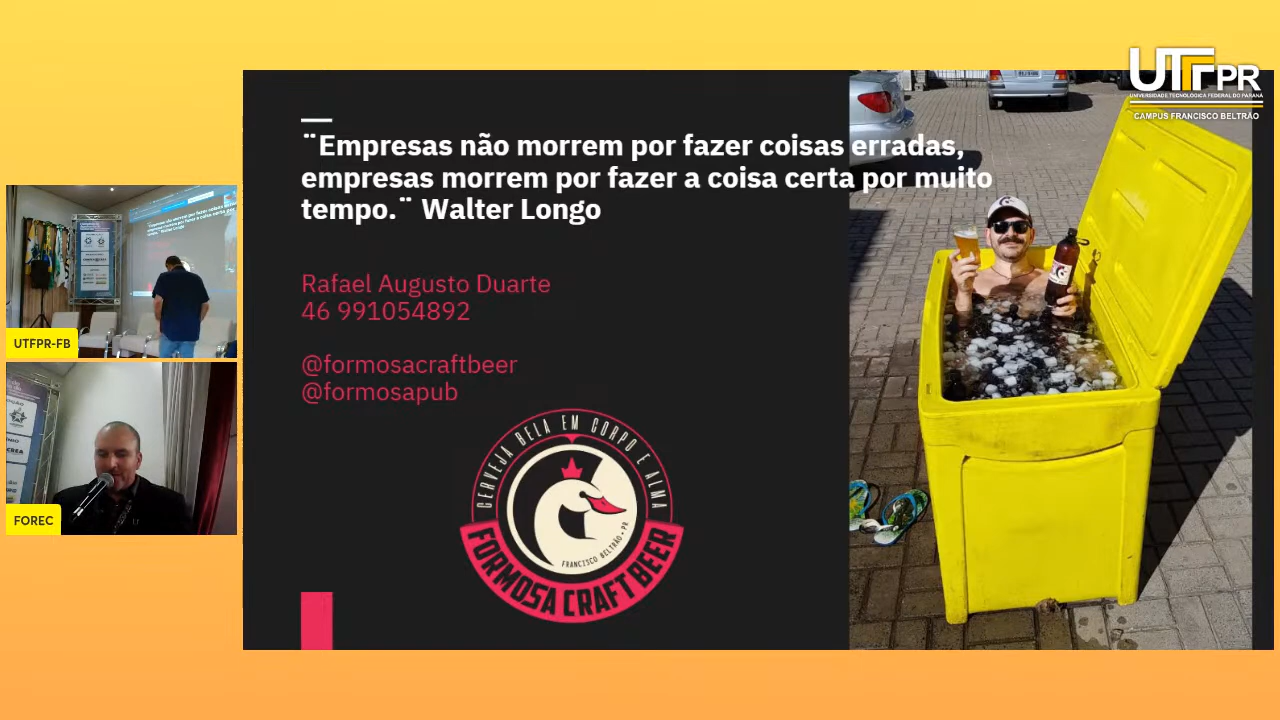 UTFPR
UNIVERSIDADE TECNOLÓGICA FEDERAL DO PARANÁ
CAMPUS FRANCISCO BELTRÃO
¨Empresas não morrem por fazer coisas erradas,
empresas morrem por fazer a coisa certa por muito
tempo.¨ Walter Longo
Rafael Augusto Duarte
46 991054892
@formosacraftbeer
@formosapub
CERVEJA BELA EM CORPO E ALMA
FRANCISCO BELTRÃO • PR
FORMOSA CRAFT BEER
UTFPR-FB
FOREC